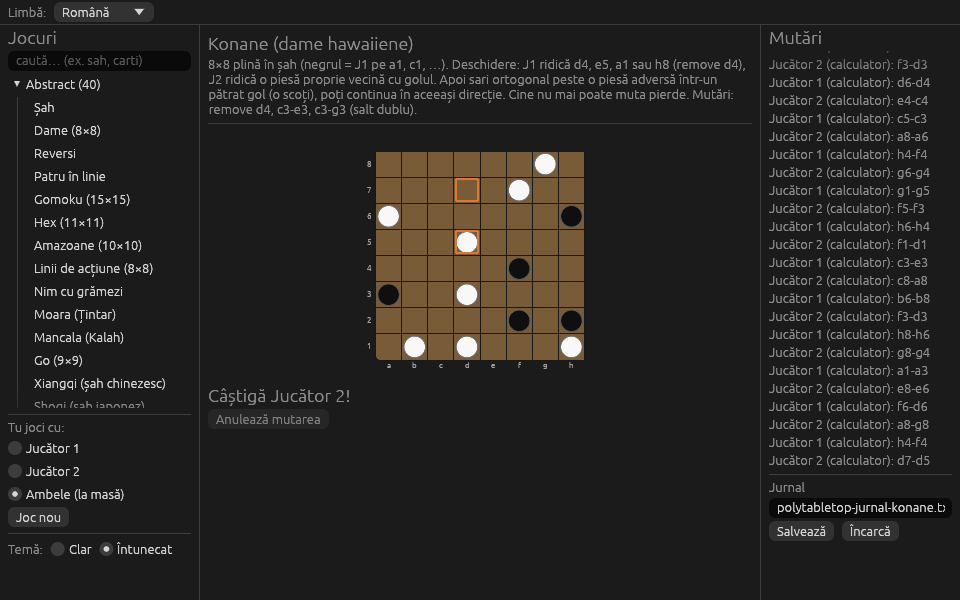 Limbă: Română
Jocuri
caută... (ex. sah, carti)
Abstract (40)
Șah
Dame (8×8)
Reversi
Patru în linie
Gomoku (15×15)
Hex (11×11)
Amazoane (10×10)
Linii de acțiune (8×8)
Nim cu grămezi
Moara (Țintar)
Mancala (Kalah)
Go (9×9)
Xiangqi (șah chinezesc)
Shogi (șah japonez)
Tu joci cu:
Jucător 1
Jucător 2
Ambele (la masă)
Joc nou
Temă: Clar Întunecat
Konane (dame hawaiiene)
8×8 plină în șah (negrul = J1 pe a1, c1, …). Deschidere: J1 ridică d4, e5, a1 sau h8 (remove d4),
J2 ridică o piesă proprie vecină cu golul. Apoi sari ortogonal peste o piesă adversă într-un
pătrat gol (o scoți), poți continua în aceeași direcție. Cine nu mai poate muta pierde. Mutări:
remove d4, c3-e3, c3-g3 (salt dublu).
8
7
6
5
4
3
2
1
a b c d e f g h
Câștigă Jucător 2!
Anulează mutarea
Mutări
Jucător 2 (calculator): f3-d3
Jucător 1 (calculator): d6-d4
Jucător 2 (calculator): e4-c4
Jucător 1 (calculator): c5-c3
Jucător 2 (calculator): a8-a6
Jucător 1 (calculator): h4-f4
Jucător 2 (calculator): g6-g4
Jucător 1 (calculator): g1-g5
Jucător 2 (calculator): f5-f3
Jucător 1 (calculator): h6-h4
Jucător 2 (calculator): f1-d1
Jucător 1 (calculator): c3-e3
Jucător 2 (calculator): c8-a8
Jucător 1 (calculator): b6-b8
Jucător 2 (calculator): f3-d3
Jucător 1 (calculator): h8-h6
Jucător 2 (calculator): g8-g4
Jucător 1 (calculator): a1-a3
Jucător 2 (calculator): e8-e6
Jucător 1 (calculator): f6-d6
Jucător 2 (calculator): a8-g8
Jucător 1 (calculator): h4-f4
Jucător 2 (calculator): d7-d5
Jurnal
polytabletop-jurnal-konane.tx
Salvează Încarcă